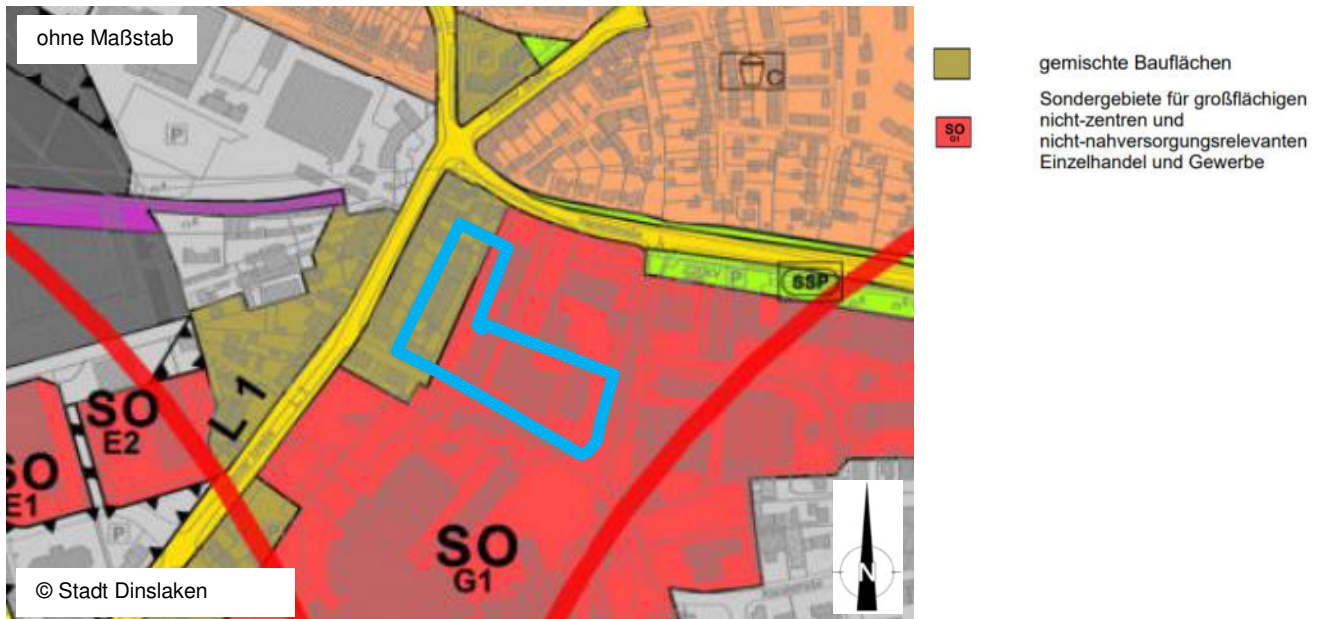 ohne Maßstab
P
C
SSP
P
L 1
SO
E2
SO
E1
P
P
SO
G1
N
© Stadt Dinslaken
gemischte Bauflächen
SO
G1
Sondergebiete für großflächigen
nicht-zentren und
nicht-nahversorgungsrelevanten
Einzelhandel und Gewerbe